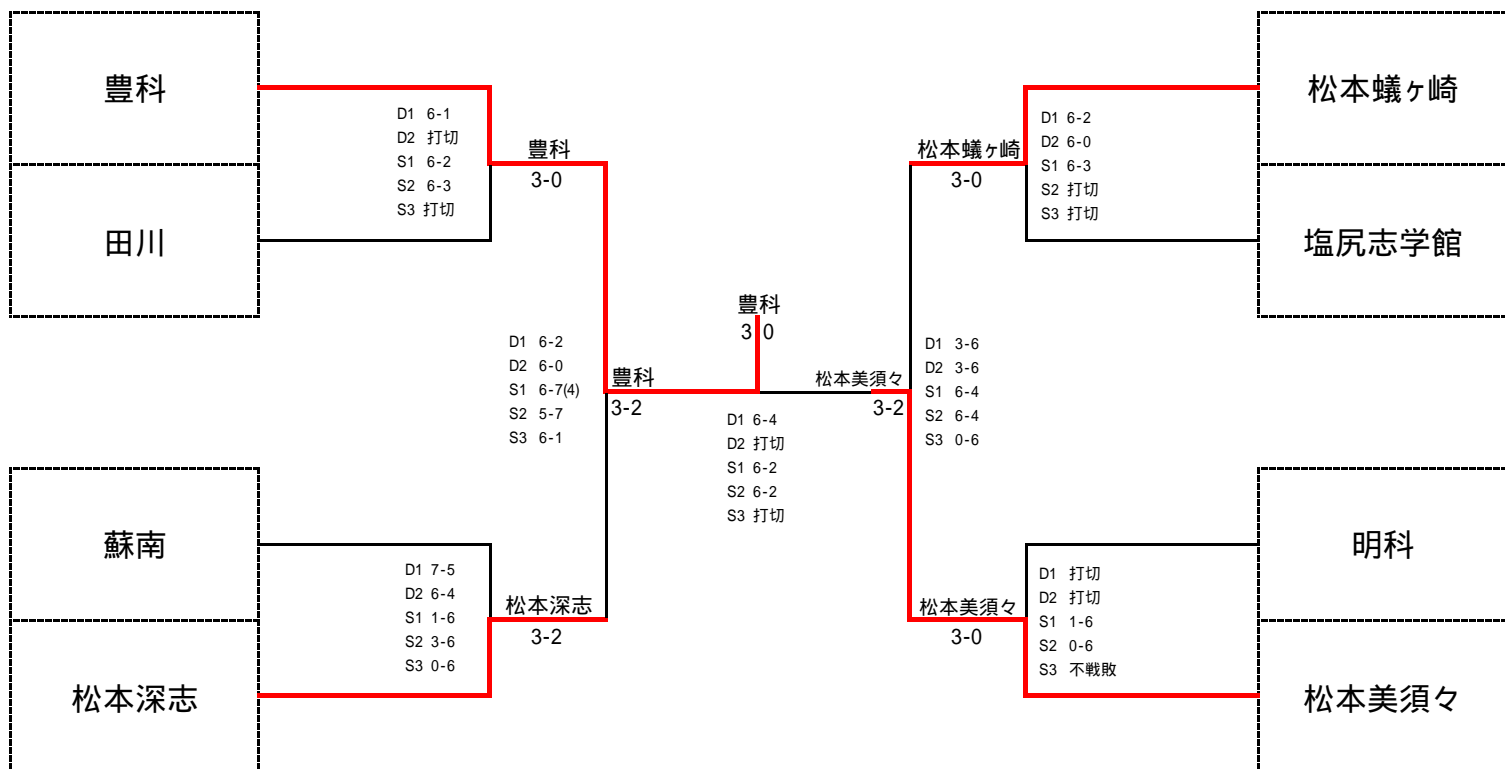 豊科
田川
D1 6-1
D2 打切
S1 6-2
S2 6-3
S3 打切
豊科
3-0
D1 6-2
D2 6-0
S1 6-7(4)
S2 5-7
S3 6-1
豊科
3-2
蘇南
松本深志
D1 7-5
D2 6-4
S1 1-6
S2 3-6
S3 0-6
松本深志
3-2
豊科
3 0
D1 6-4
D2 打切
S1 6-2
S2 6-2
S3 打切
松本美須々
3-2
D1 3-6
D2 3-6
S1 6-4
S2 6-4
S3 0-6
松本蟻ヶ崎
3-0
D1 6-2
D2 6-0
S1 6-3
S2 打切
S3 打切
松本蟻ヶ崎
塩尻志学館
松本美須々
3-0
D1 打切
D2 打切
S1 1-6
S2 0-6
S3 不戦敗
明科
松本美須々